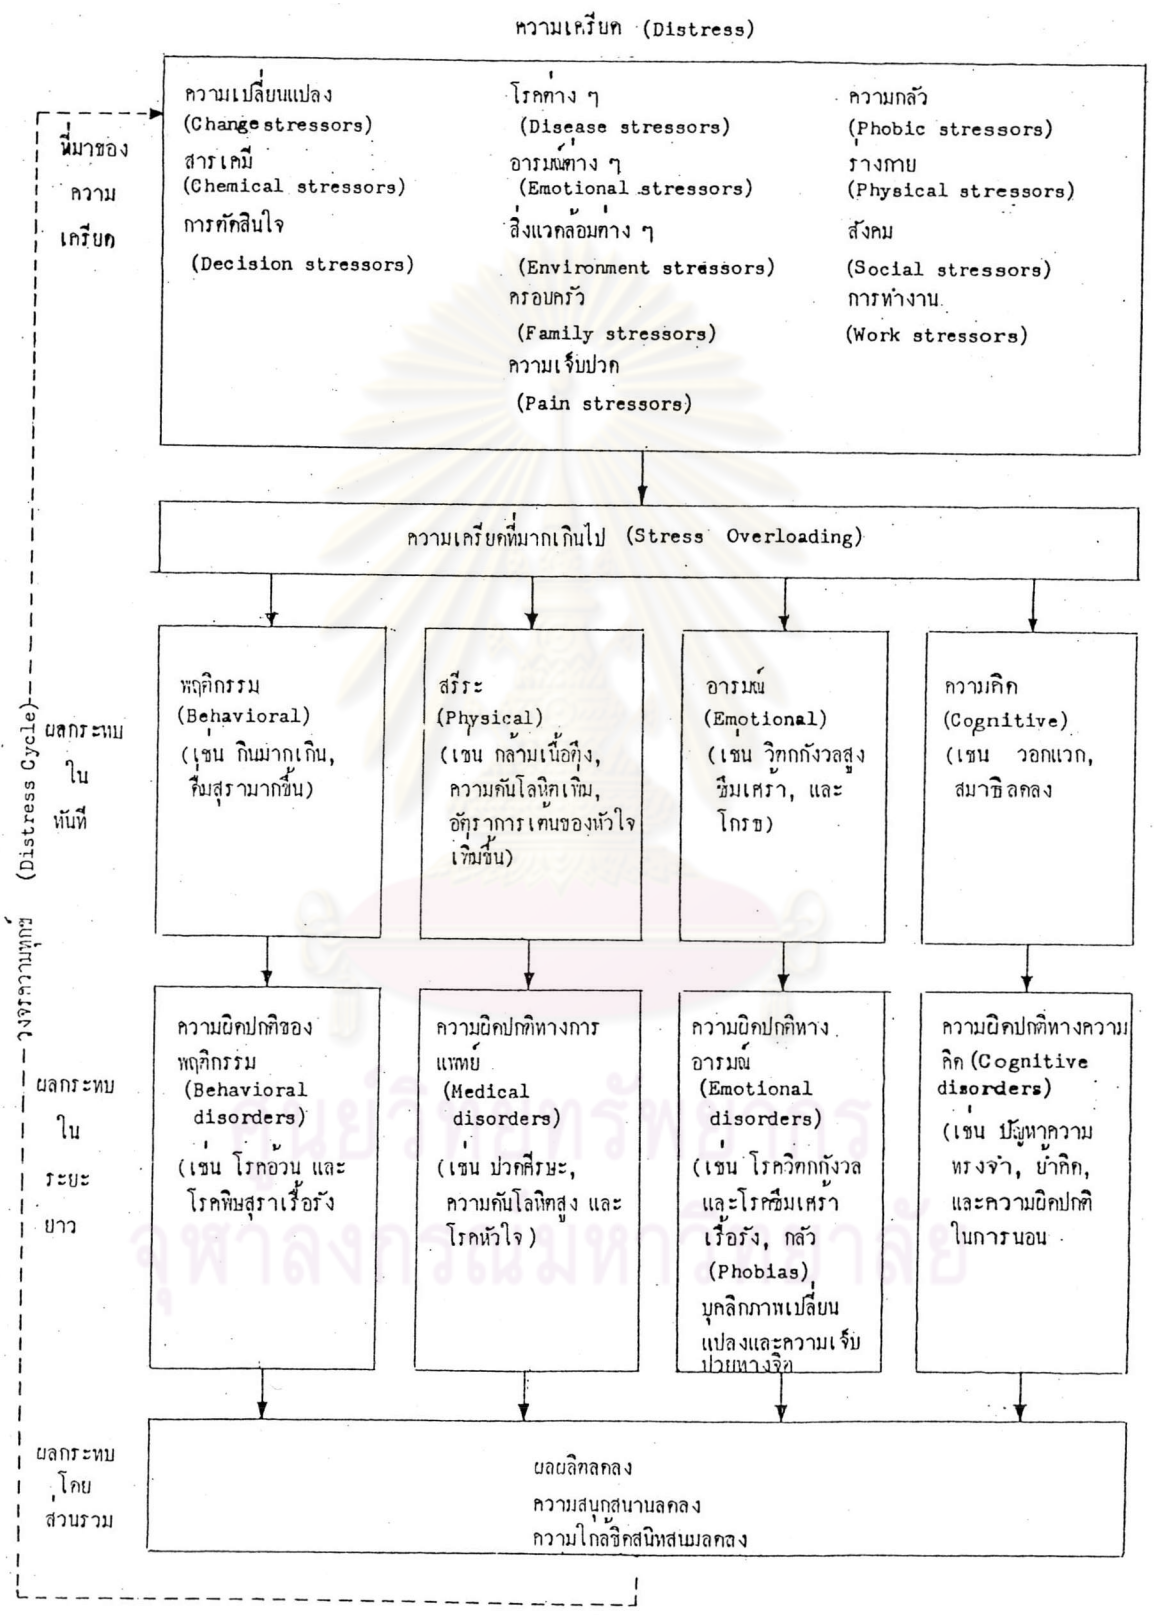 ความเครียด (Distress)
ที่มาของ
ความ
เครียด
ความเปลี่ยนแปลง
(Change stressors)
สารเคมี
(Chemical stressors)
การตัดสินใจ
(Decision stressors)
โรคต่าง ๆ
(Disease stressors)
อารมณ์ต่าง ๆ
(Emotional stressors)
สิ่งแวดล้อมต่าง ๆ
(Environment stressors)
ครอบครัว
(Family stressors)
ความเจ็บปวด
(Pain stressors)
ความกลัว
(Phobic stressors)
ร่างกาย
(Physical stressors)
สังคม
(Social stressors)
การทำงาน
(Work stressors)
ความเครียดที่มากเกินไป (Stress Overloading)
วงจรความทุกข์ (Distress Cycle)
ผลกระทบ
ใน
ทันที
พฤติกรรม
(Behavioral)
(เช่น กินมากเกิน,
ดื่มสุรามากขึ้น)
สรีระ
(Physical)
(เช่น กล้ามเนื้อตึง,
ความดันโลหิตเพิ่ม,
อัตราการเต้นของหัวใจ
เพิ่มขึ้น)
อารมณ์
(Emotional)
(เช่น วิตกกังวลสูง
ซึมเศร้า, และ
โกรธ)
ความคิด
(Cognitive)
(เช่น วอกแวก,
สมาธิลดลง
ผลกระทบ
ใน
ระยะ
ยาว
ความผิดปกติของ
พฤติกรรม
(Behavioral
disorders)
(เช่น โรคอ้วน และ
โรคพิษสุราเรื้อรัง
ความผิดปกติทางการ
แพทย์
(Medical
disorders)
(เช่น ปวดศีรษะ,
ความดันโลหิตสูง และ
โรคหัวใจ)
ความผิดปกติทาง
อารมณ์
(Emotional
disorders)
(เช่น โรควิตกกังวล
และโรคซึมเศร้า
เรื้อรัง, กลัว
(Phobias)
บุคลิกภาพเปลี่ยน
แปลงและความเจ็บ
ป่วยทางจิต
ความผิดปกติทางความ
คิด (Cognitive
disorders)
(เช่น ปัญหาความ
ทรงจำ, ย้ำคิด,
และความผิดปกติ
ในการนอน
ศูนย์วิทยทรัพยากร
จุฬาลงกรณ์มหาวิทยาลัย
ผลกระทบ
โดย
ส่วนรวม
ผลผลิตลดลง
ความสนุกสนานลดลง
ความใกล้ชิดสนิทสนมลดลง